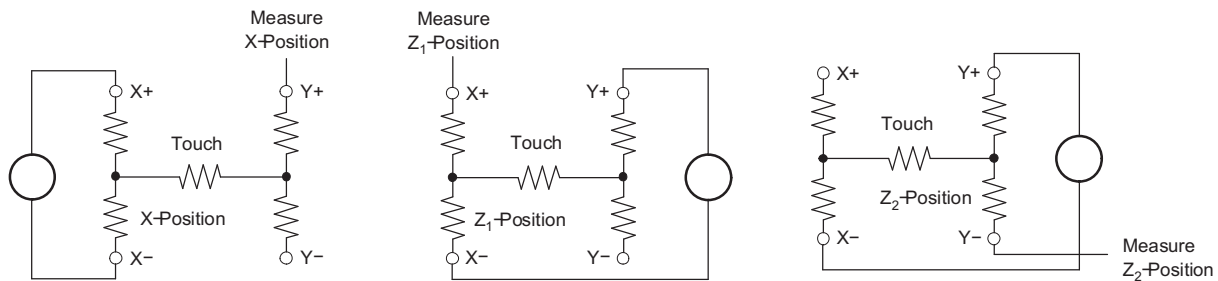 Measure
X-Position
X+
Y+
Touch
X-Position
X−
Y−
Measure
Z1-Position
X+
Y+
Touch
Z1-Position
X−
Y−
X+
Y+
Touch
Z2-Position
X−
Y−
Measure
Z2-Position